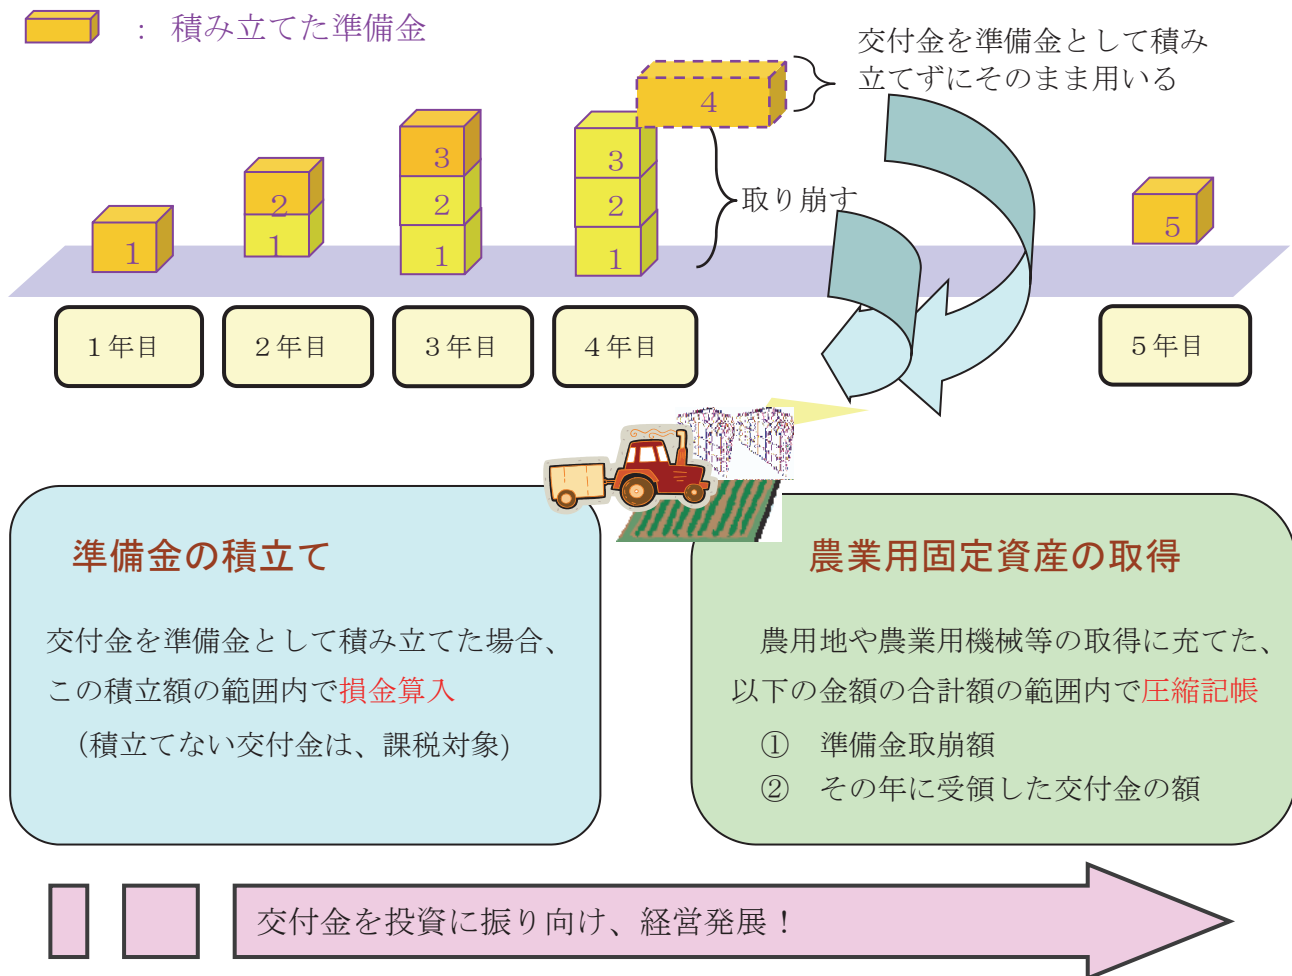 ： 積み立てた準備金
交付金を準備金として積み
立てずにそのまま用いる
4
3
2
1
3
2
1
2
1
1
取り崩す
5
１年目
２年目
３年目
４年目
５年目
準備金の積立て
交付金を準備金として積み立てた場合、
この積立額の範囲内で損金算入
（積立てない交付金は、課税対象)
農業用固定資産の取得
農用地や農業用機械等の取得に充てた、
以下の金額の合計額の範囲内で圧縮記帳
① 準備金取崩額
② その年に受領した交付金の額
交付金を投資に振り向け、経営発展！